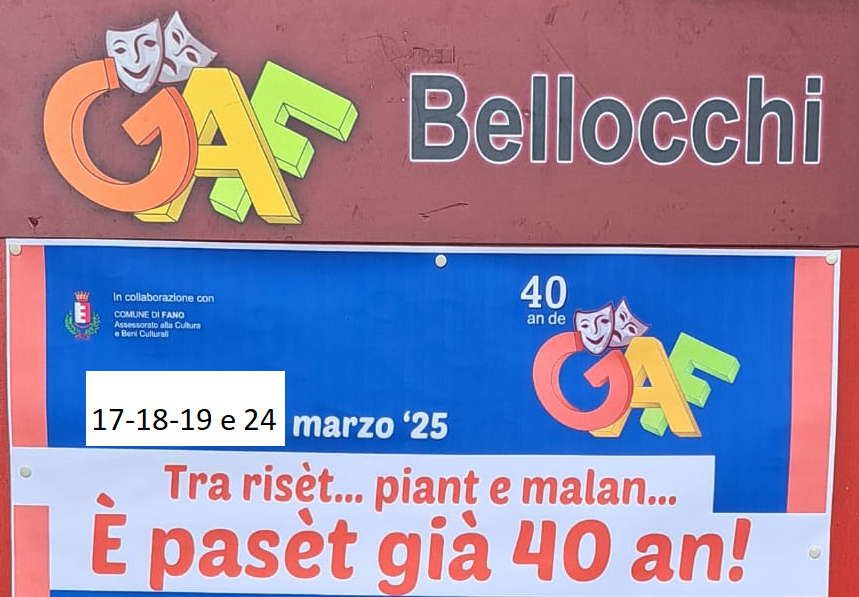 GAF Bellocchi
In collaborazione con
COMUNE DI FANO
Assessorato alla Cultura
e Beni Culturali
40
an de
GAF
17-18-19 e 24 marzo ‘25
Tra risèt... piant e malan...
È pasèt già 40 an!